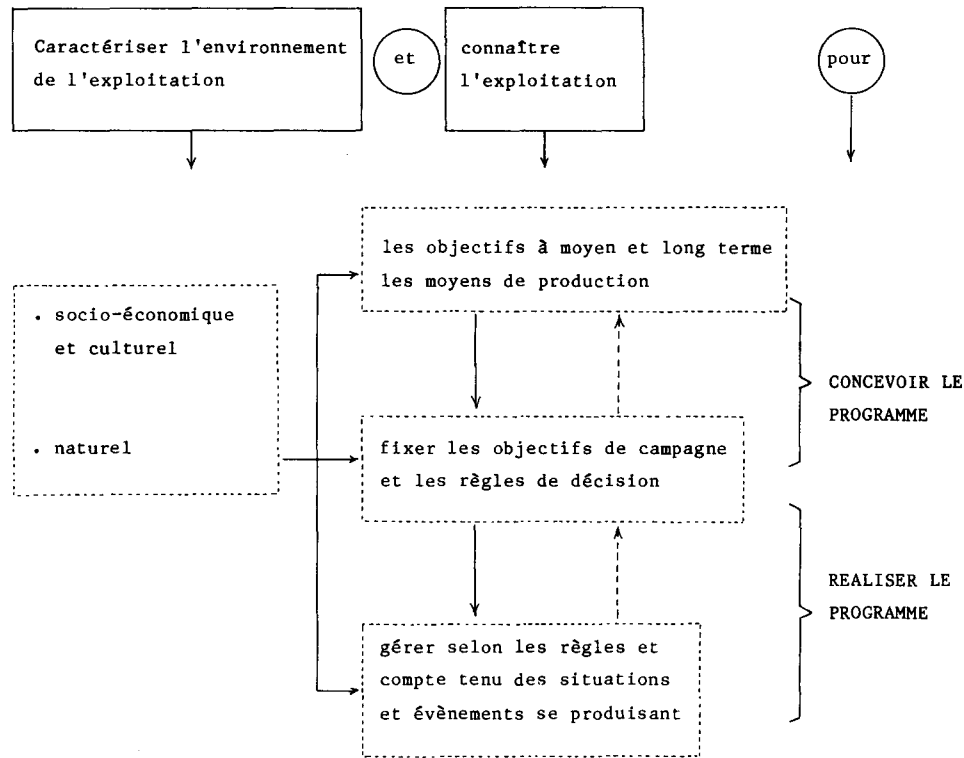 Caractériser l'environnement
de l'exploitation
et
connaître
l'exploitation
pour
les objectifs à moyen et long terme
les moyens de production
. socio-économique
et culturel
. naturel
CONCEVOIR LE
PROGRAMME
fixer les objectifs de campagne
et les règles de décision
REALISER LE
PROGRAMME
gérer selon les règles et
compte tenu des situations
et évènements se produisant